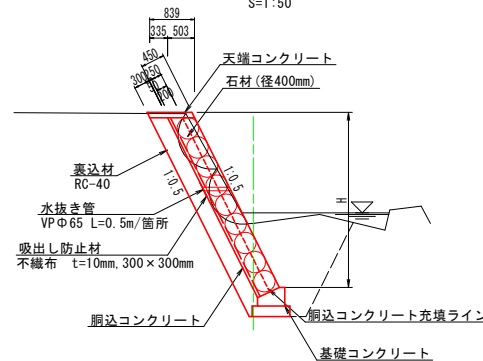 S=1:50
839
335 503
450
300 250
50 200
天端コンクリート
石材(径400mm)
1:0.5
1:0.5
H
裏込材
RC-40
水抜き管
VPΦ65 L=0.5m/箇所
吸出し防止材
不織布 t=10mm,300×300mm
胴込コンクリート
胴込コンクリート充填ライン
基礎コンクリート